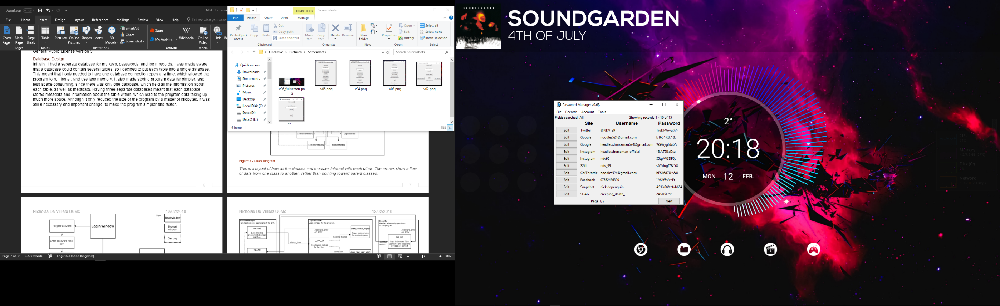 AutoSave Off
NEA Documen
File Home Insert Design Layout References Mailings Review View Help Tell me what you want
Cover Page Blank Page Page Break Table Pictures Online Pictures Shapes Icons 3D Models SmartArt Chart Screenshot Store My Add-ins Wikipedia Online Video Link
Pages Tables Illustrations Add-ins Media
General Public License Version 3.
Database Design
Initially, I had a separate database for my keys, passwords, and login records. I was made aware
that a database could contain several tables, so I decided to put each table into a single database.
This meant that I only needed to have one database connection open at a time, which allowed the
program to run faster, and use less memory. It also made storing program data far simpler, and
less space-consuming, since there was only one database, which held all the information about
each table, as well as metadata. Having three separate databases meant that each database
stored metadata and information about the table within, which lead to the program data taking up
much more space. Although it only reduced the size of the program by a matter of kilobytes, it was
still a necessary and important change, to make the program simpler and faster,
6
Picture Tools Screenshots
File Home Share View Manage
Pin to Quick access Copy Paste Cut Copy path Paste shortcut Move to Copy to Delete Rename New folder Properties Open Edit History Select all Select none Invert selection
Clipboard Organize New Open Select
OneDrive Pictures Screenshots Search Screenshots
Quick access
Downloads
Documents
Pictures
Music
Desktop
Local Disk (C:
Data (D:)
Data 2 (E:)
v06_fullscreen.png
v05.png v04.png v03.png v02.png
6 items
EditRecordWindow AccountWindow
LoginRecords
Figure 2 - Class Diagram
This is a layout of how all the classes and modules interact with each other. The arrows show a flow
of data from one class to another, rather than pointing toward parent classes.
7
Nicholas De Villiers U6Mc 12/02/2018
Forgot Password
Login Window
Enter password reset key
Key:
Root window
Toplevel window
Dev only
Nicholas De Villiers U6Mc 12/02/2018
WindowManager
Handles back-end operations of the GUI
startup()
Launches the program into the login interface.
log_in()
startup_bow
LoginWindow
Login window for the program.
__init__()
Constructor method for the class.
-password_entry
-un_entry
if normal startup
if new user
draw_normal_login()
Draws login window for a returning user.
draw_new_user_win()
Security
Handles all security operations for the program.
-password_entry
-un_entry
log_in()
Logs in the user if the username and password provided are correct.
-success
-admin
Page 7 of 32 6777 words English (United Kingdom) 90%
SOUNDGARDEN
SOUNDGARDEN
4TH OF JULY
Password Manager v0.6β
File Records Account Tools
Fields searched: All Showing records 1 - 10 of 15
Site Username Password
Edit Twitter @NDV_99 1rqDFVoyu%^
Edit Google noodles524@gmail.com k t65^R&^&
Edit Google headless.horseman524@gmail.com %SArygfda6A
Edit Instagram headlesshorseman_official *&A76i8sDsa
Edit Instagram ndv99 $5tgAVSDF6y
Edit S2ki ndv_99 sAYdugf7&*(8
Edit CarThrottle noodles524@gmail.com bFS46d7U^&8
Edit Facebook 07552486320 "AS4f5sA^Ft
Edit Snapchat nick.depenguin AS%r6t&^fvb654
Edit 9GAG creeping_death_ 2ASD$Fr5t
Page 1/2 Next
2°
20:18
MON 12 FEB.
CPU
Memory
Disk (C:)
Network